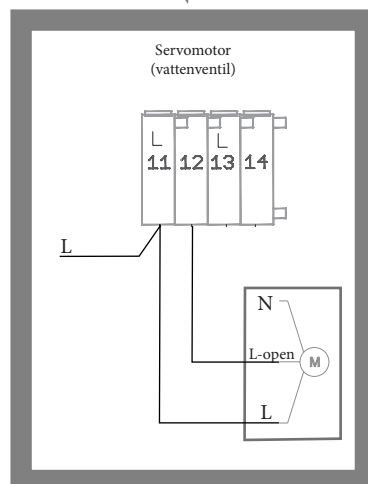 Servomotor
(vattenventil)
L L
11 12 13 14
L
N
L-open
M
L